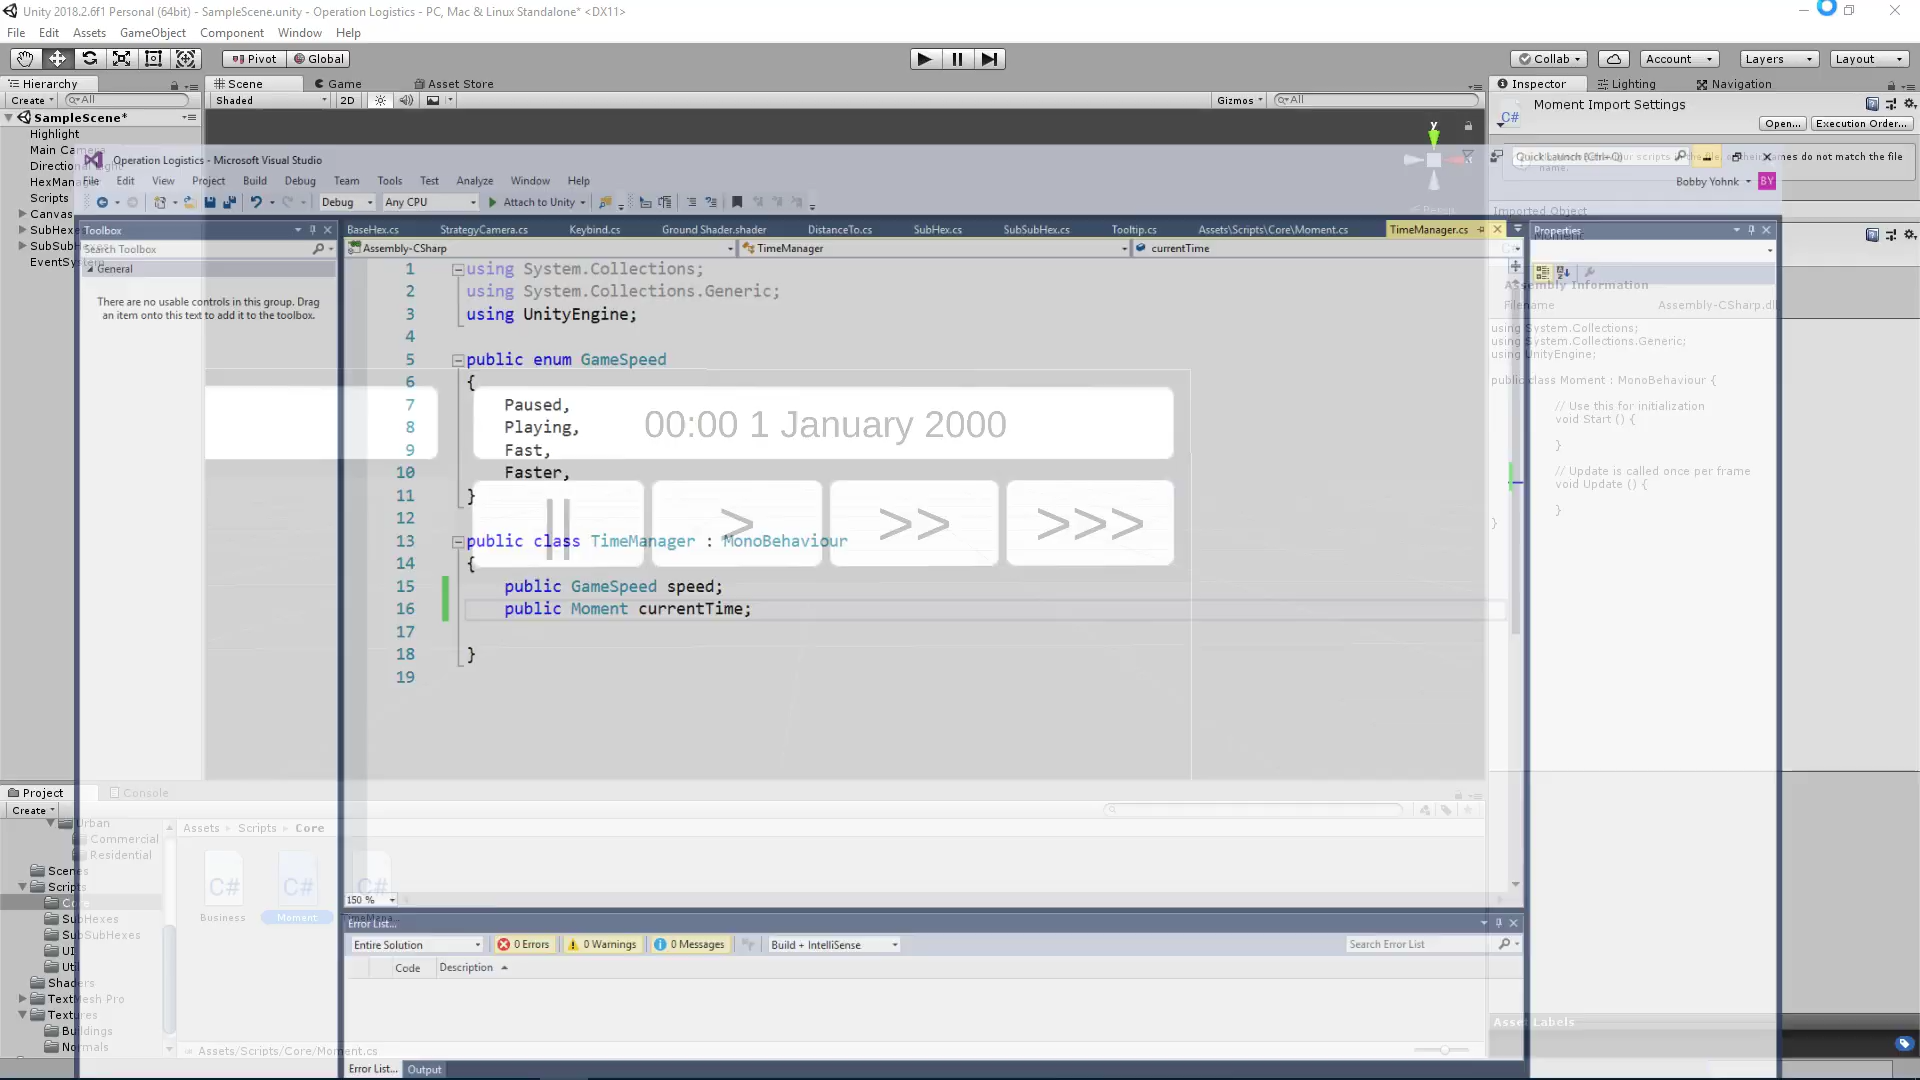 Unity 2018.2.6f1 Personal (64bit) - SampleScene.unity - Operation Logistics - PC, Mac & Linux Standalone* <DX11>
File Edit Assets GameObject Component Window Help
Pivot Global Collab Account Layers Layout
Hierarchy Scene Game Asset Store Inspector Lighting Navigation
Create All Shaded 2D Gizmos All
Moment Import Settings
Open... Execution Order...
SampleScene*
Highlight
Main Camera
Directional
HexManager
Scripts
Canvas
SubHex
SubSubHexes
EventSystem
Operation Logistics - Microsoft Visual Studio
Quick Launch (Ctrl+Q)
do not match the file
name.
File Edit View Project Build Debug Team Tools Test Analyze Window Help
Bobby Yohnk BY
Debug Any CPU Attach to Unity
Imported Object
Moment
Toolbox
Search Toolbox
General
There are no usable controls in this group. Drag
an item onto this text to add it to the toolbox.
BaseHex.cs StrategyCamera.cs Keybind.cs Ground Shader.shader DistanceTo.cs SubHex.cs SubSubHex.cs Tooltip.cs Assets\Scripts\Core\Moment.cs TimeManager.cs
Assembly-CSharp TimeManager currentTime
Properties
1 using System.Collections;
2 using System.Collections.Generic;
3 using UnityEngine;
4
5 public enum GameSpeed
6 {
7 Paused,
8 Playing,
9 Fast,
10 Faster,
11 }
12
13 public class TimeManager : MonoBehaviour
14 {
15 public GameSpeed speed;
16 public Moment currentTime;
17
18 }
19
00:00 1 January 2000
|| > >> >>>
Assembly Information
Filename Assembly-CSharp.dll
using System.Collections;
using System.Collections.Generic;
using UnityEngine;
public class Moment : MonoBehaviour {
// Use this for initialization
void Start () {
}
// Update is called once per frame
void Update () {
}
}
Project Console
Create
Assets Scripts Core
Urban
Commercial
Residential
Scenes
Scripts
Core
SubHexes
SubSubHexes
UI
Util
Shaders
TextMesh Pro
Textures
Buildings
Normals
C# C# C#
Business Moment
Assets/Scripts/Core/Moment.cs
150 %
Error List...
Entire Solution 0 Errors 0 Warnings 0 Messages Build + IntelliSense Search Error List
Code Description
Error List... Output
Asset Labels